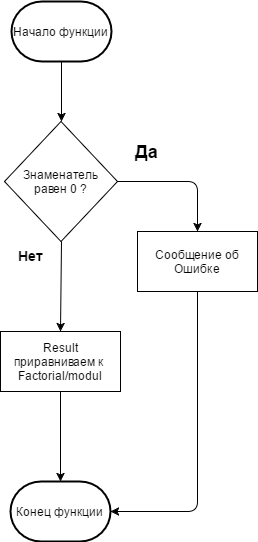 Начало функции
Да
Знаменатель
равен 0 ?
Нет
Сообщение об
Ошибке
Result
приравниваем к
Factorial/modul
Конец функции